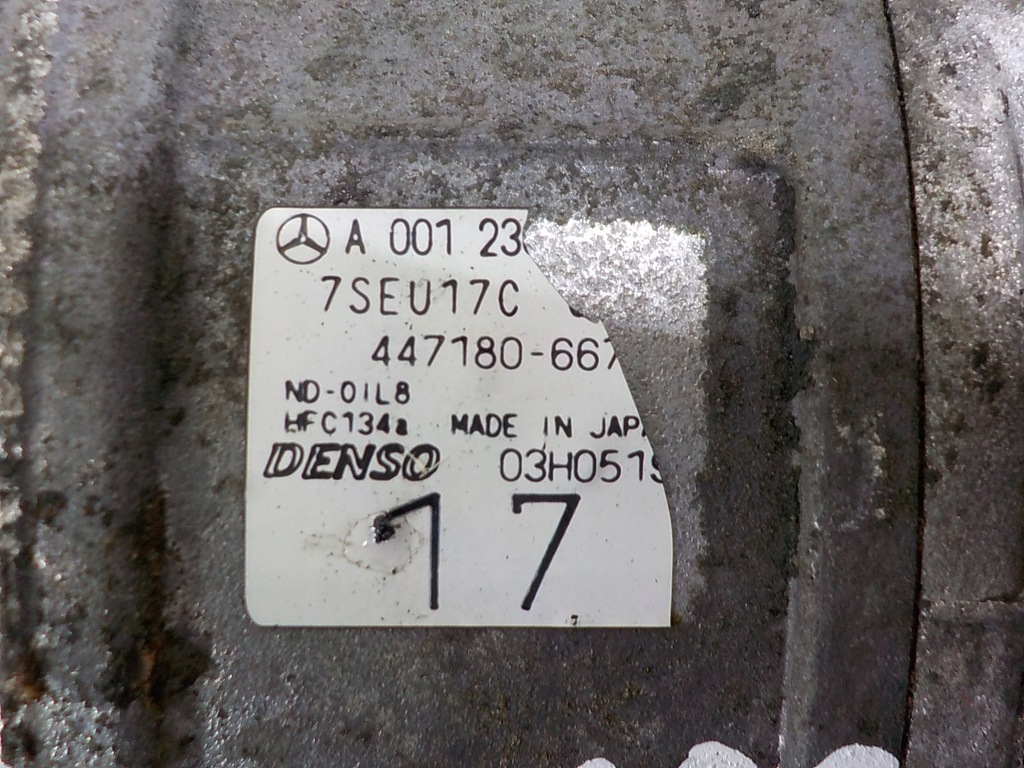 A 001 23
7SEU17C
447180-667
ND-OIL8
HFC134a MADE IN JAPA
DENSO 03H051
17